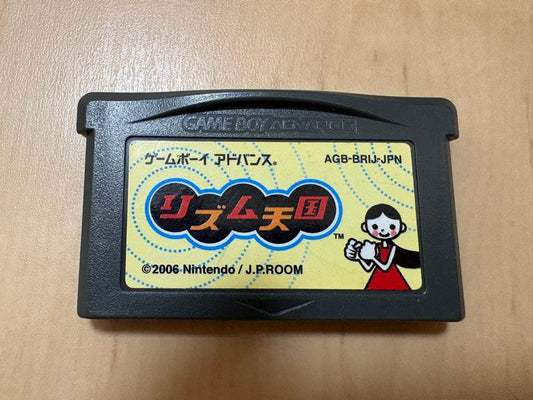 GAME BOY ADVANCE
ゲームボーイ アドバンス® AGB-BRIJ-JPN
リズム天国
TM
©2006 Nintendo / J.P.ROOM